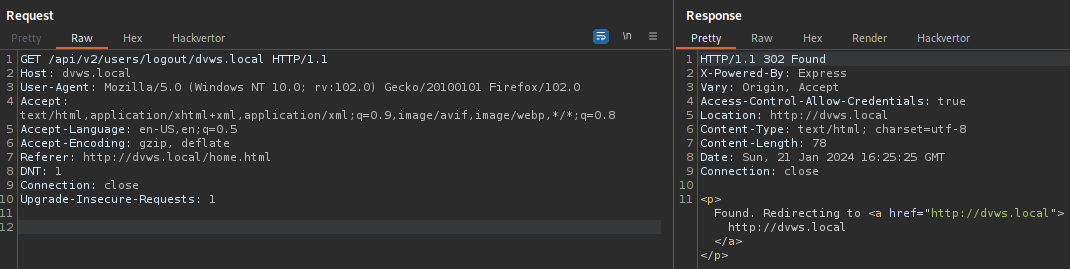 Request
Pretty Raw Hex Hackvertor \n
1 GET /api/v2/users/logout/dvws.local HTTP/1.1
2 Host: dvws.local
3 User-Agent: Mozilla/5.0 (Windows NT 10.0; rv:102.0) Gecko/20100101 Firefox/102.0
4 Accept:
text/html,application/xhtml+xml,application/xml;q=0.9,image/avif,image/webp,*/*;q=0.8
5 Accept-Language: en-US,en;q=0.5
6 Accept-Encoding: gzip, deflate
7 Referer: http://dvws.local/home.html
8 DNT: 1
9 Connection: close
10 Upgrade-Insecure-Requests: 1
11
12
Response
Pretty Raw Hex Render Hackvertor
1 HTTP/1.1 302 Found
2 X-Powered-By: Express
3 Vary: Origin, Accept
4 Access-Control-Allow-Credentials: true
5 Location: http://dvws.local
6 Content-Type: text/html; charset=utf-8
7 Content-Length: 78
8 Date: Sun, 21 Jan 2024 16:25:25 GMT
9 Connection: close
10
11 <p>
Found. Redirecting to <a href="http://dvws.local">
http://dvws.local
</a>
</p>